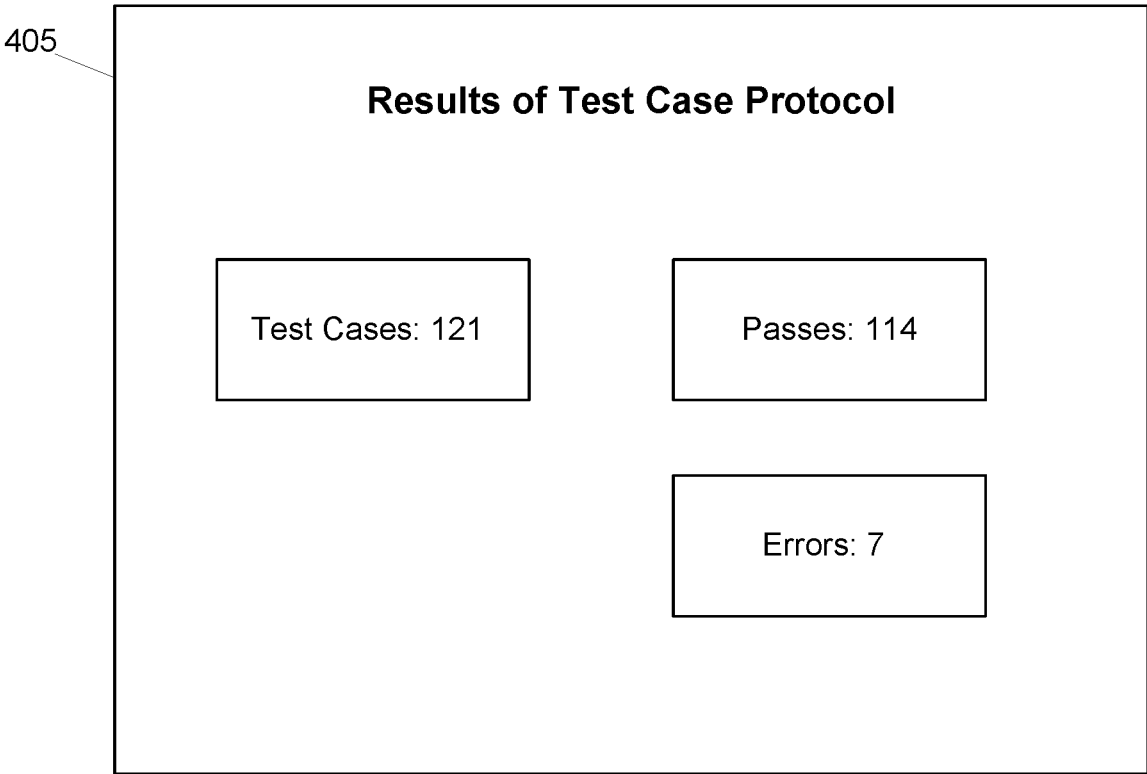 405
Results of Test Case Protocol
Test Cases: 121
Passes: 114
Errors: 7